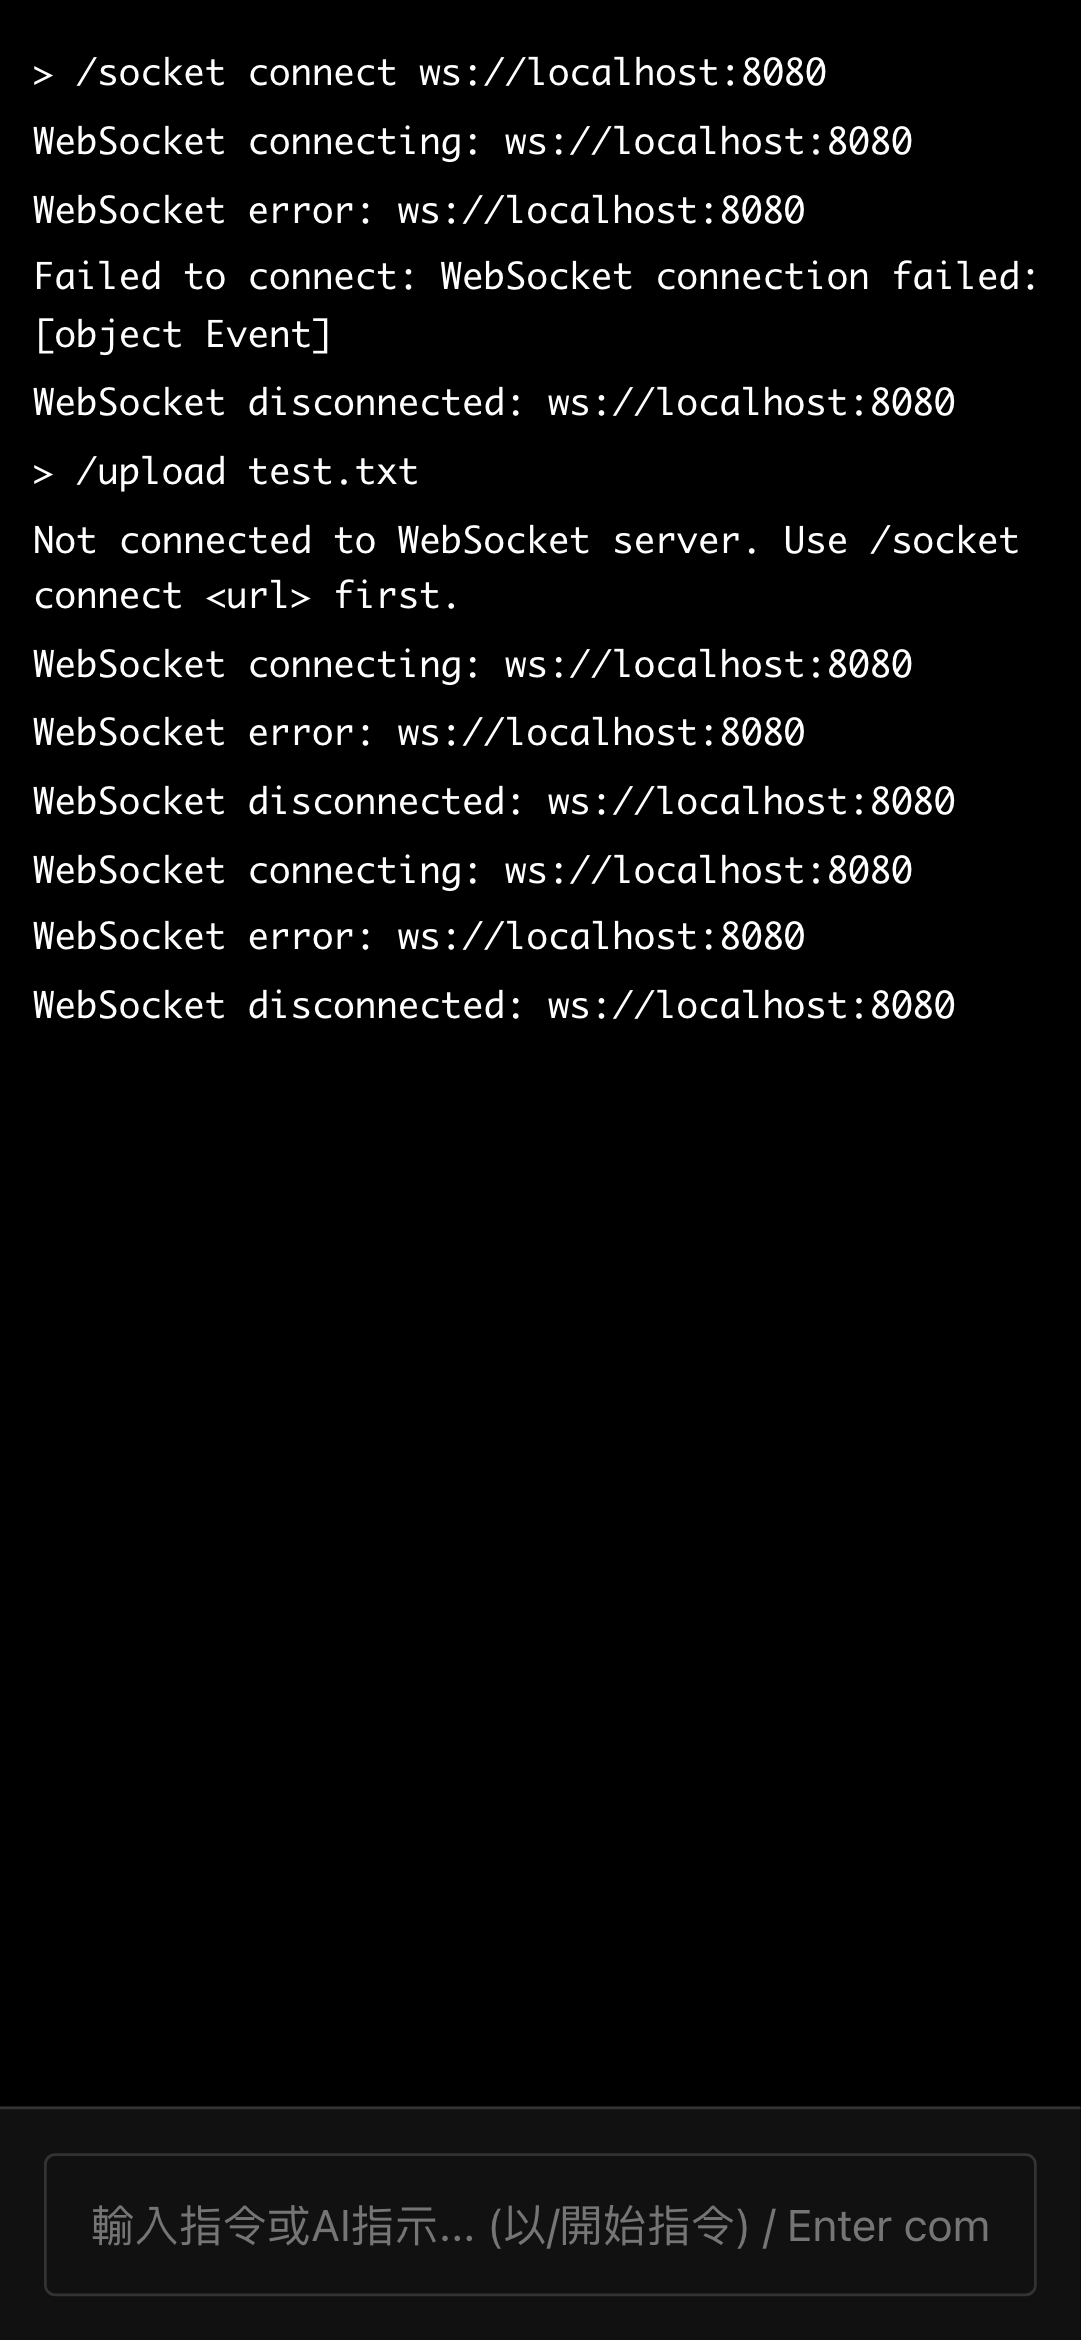 > /socket connect ws://localhost:8080
WebSocket connecting: ws://localhost:8080
WebSocket error: ws://localhost:8080
Failed to connect: WebSocket connection failed:
[object Event]
WebSocket disconnected: ws://localhost:8080
> /upload test.txt
Not connected to WebSocket server. Use /socket
connect <url> first.
WebSocket connecting: ws://localhost:8080
WebSocket error: ws://localhost:8080
WebSocket disconnected: ws://localhost:8080
WebSocket connecting: ws://localhost:8080
WebSocket error: ws://localhost:8080
WebSocket disconnected: ws://localhost:8080
輸入指令或AI指示... (以/開始指令) / Enter com